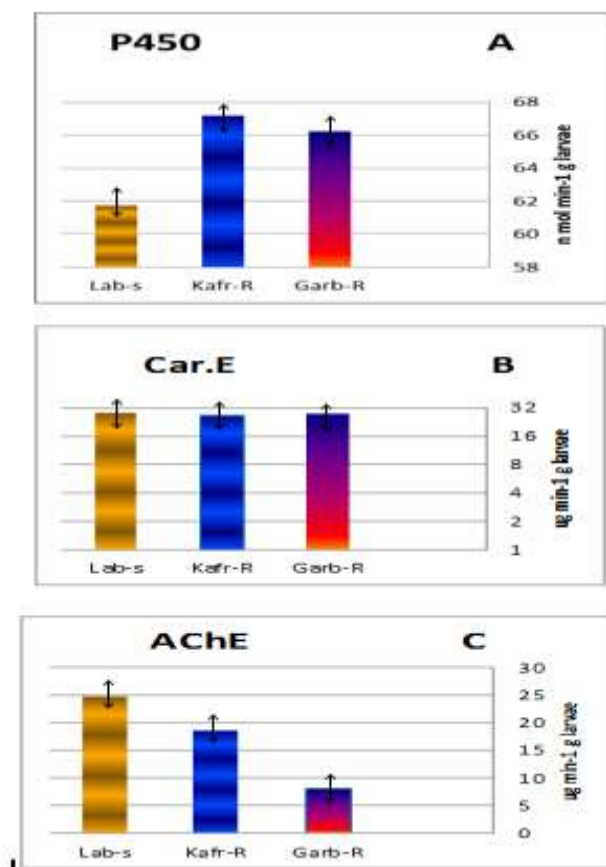 P450 A
68
66
64
62
60
58
n mol min-1 g larvae
Lab-s Kafr-R Garb-R
Car.E B
32
16
8
4
2
1
ug min-1 g larvae
Lab-s Kafr-R Garb-R
AChE C
30
25
20
15
10
5
0
ug min-1 g larvae
Lab-s Kafr-R Garb-R